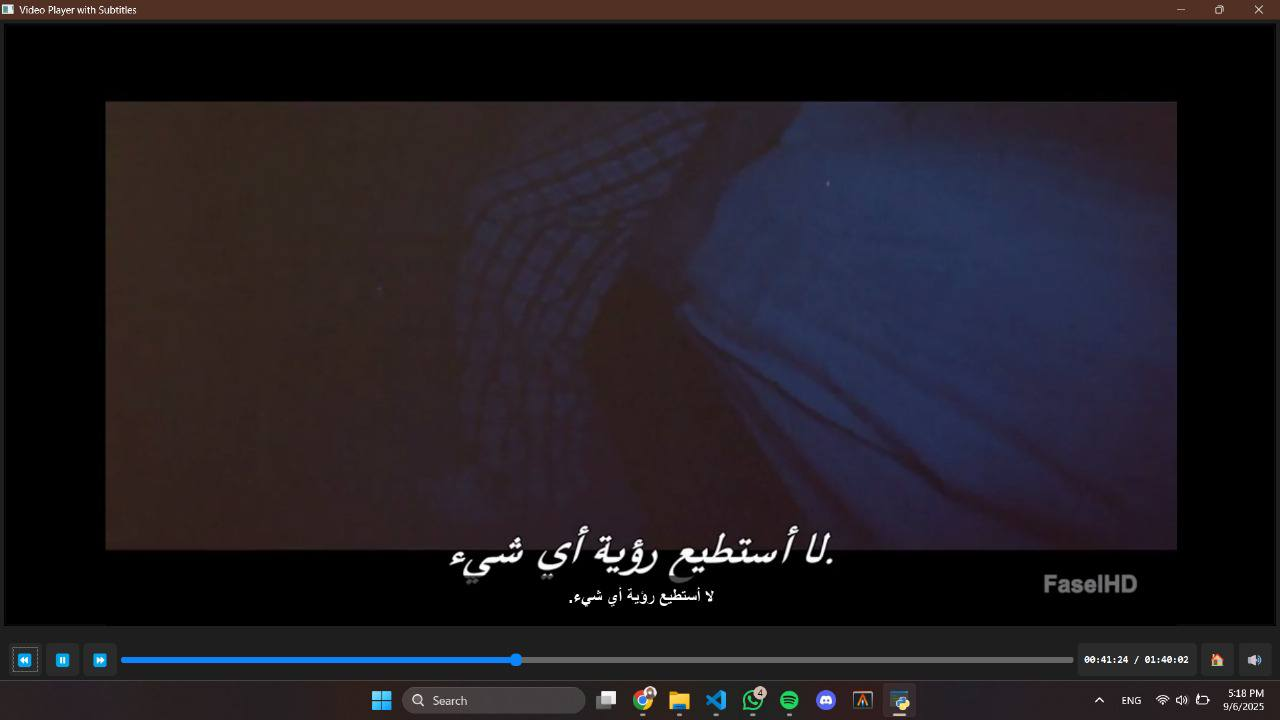 Video Player with Subtitles
.لا أستطيع رؤية أي شيء
FaselHD
لا أستطيع رؤية أي شيء.
00:41:24 / 01:40:02
Search
4
ENG
5:18 PM
9/6/2025